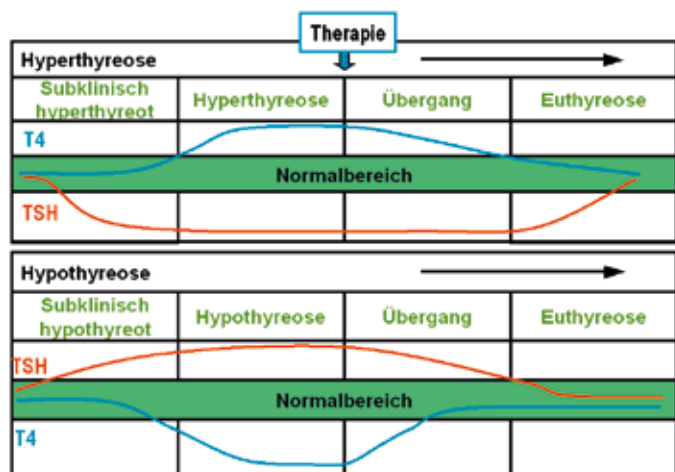 Therapie
Hyperthyreose
Subklinisch
hyperthyreot
Hyperthyreose
Übergang
Euthyreose
T4
Normalbereich
TSH
Hypothyreose
Subklinisch
hypothyreot
Hypothyreose
Übergang
Euthyreose
TSH
Normalbereich
T4